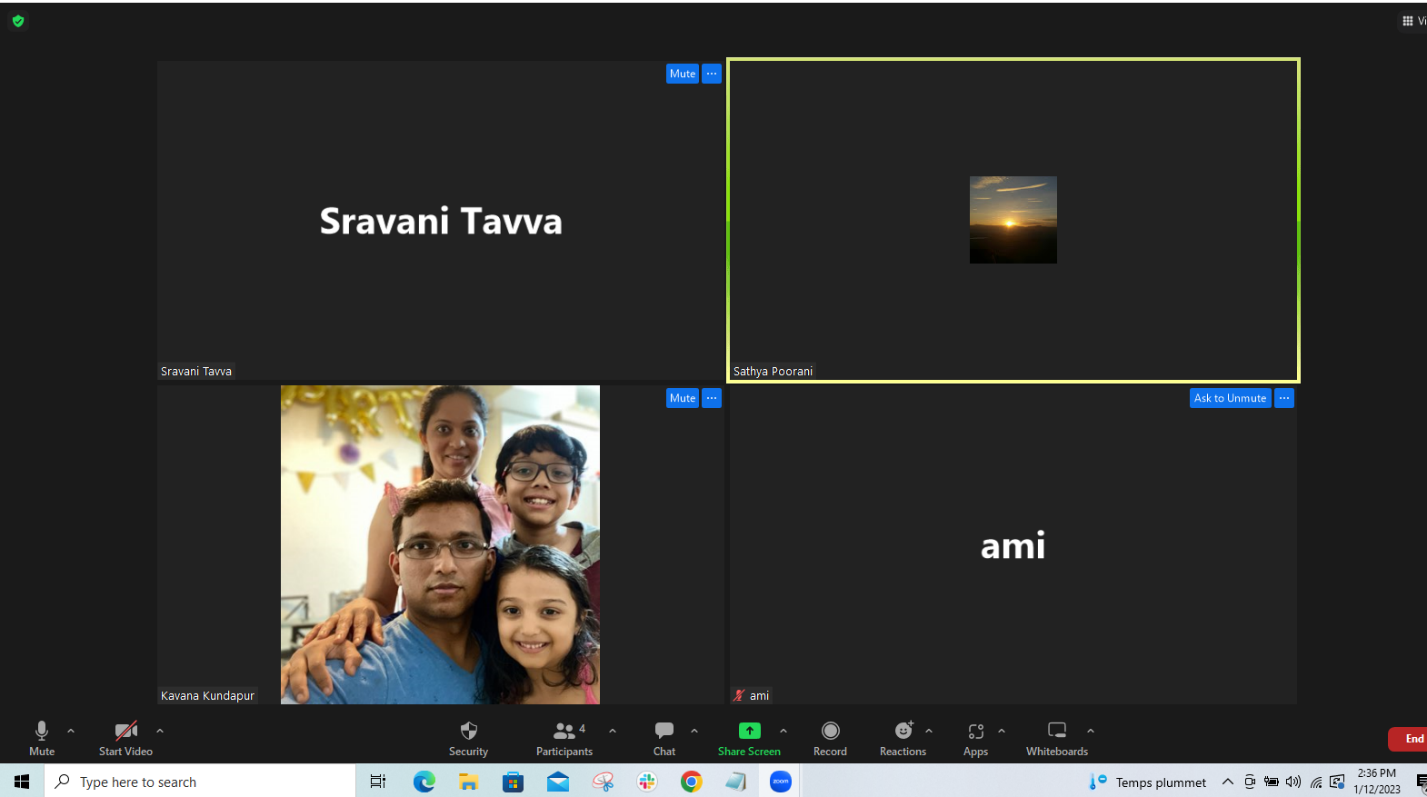 Vi
Mute ...
Sravani Tavva
Sravani Tavva
Sathya Poorani
Mute ...
Kavana Kundapur
Ask to Unmute ...
ami
ami
Mute
Start Video
Security
4
Participants
Chat
Share Screen
Record
Reactions
Apps
Whiteboards
End
Type here to search
zoom
Temps plummet
2:36 PM
1/12/2023